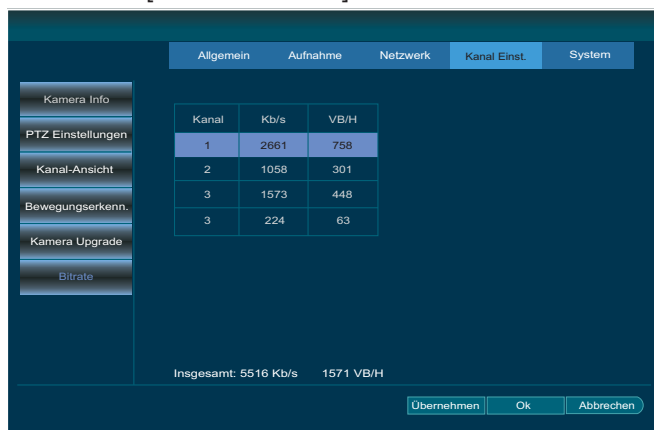 Allgemein Aufnahme Netzwerk Kanal Einst. System
Kamera Info
PTZ Einstellungen
Kanal-Ansicht
Bewegungserkenn.
Kamera Upgrade
Bitrate
Kanal Kb/s VB/H
1 2661 758
2 1058 301
3 1573 448
3 224 63
Insgesamt: 5516 Kb/s 1571 VB/H
Übernehmen Ok Abbrechen